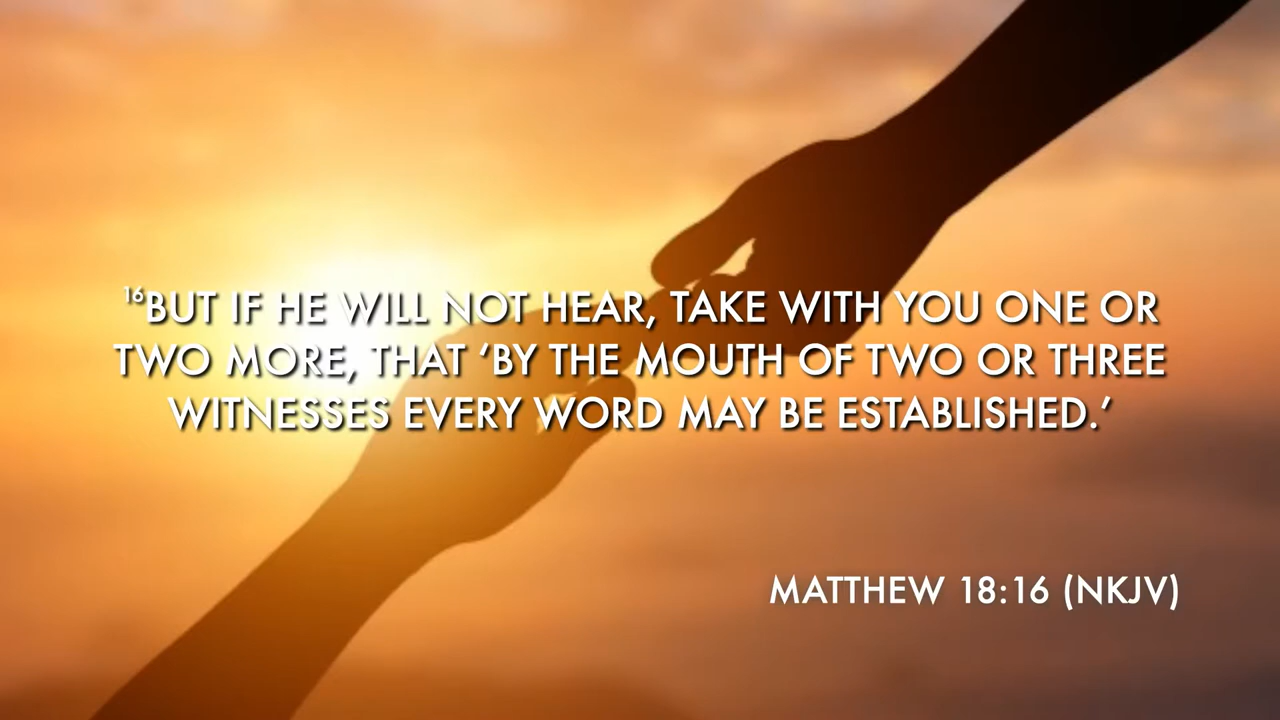 ¹⁶BUT IF HE WILL NOT HEAR, TAKE WITH YOU ONE OR
TWO MORE, THAT ‘BY THE MOUTH OF TWO OR THREE
WITNESSES EVERY WORD MAY BE ESTABLISHED.’
MATTHEW 18:16 (NKJV)